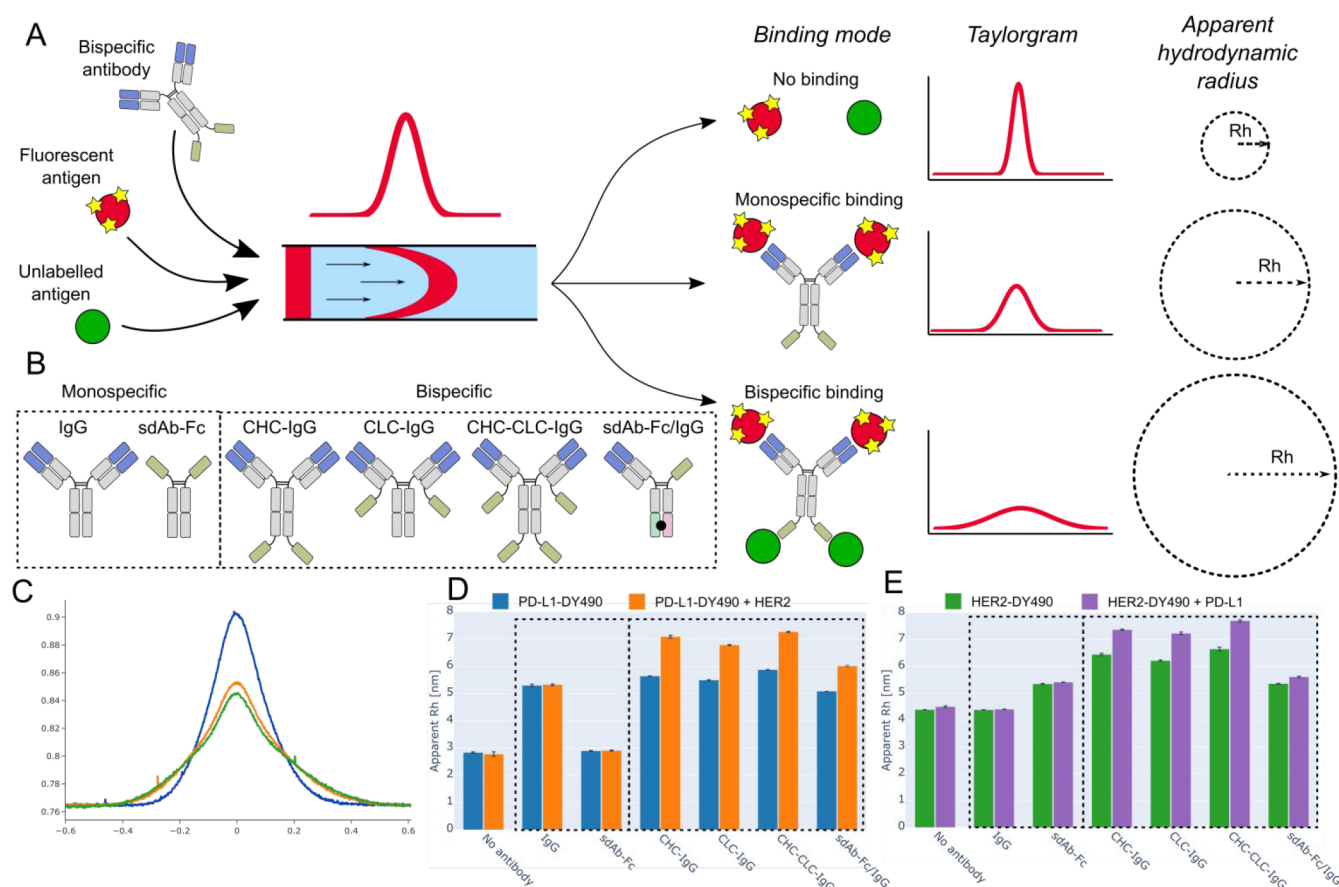 A
Bispecific
antibody
Fluorescent
antigen
Unlabelled
antigen
Binding mode
Taylorgram
Apparent
hydrodynamic
radius
No binding
Rh
Monospecific binding
Rh
Bispecific binding
Rh
B
Monospecific
Bispecific
IgG
sdAb-Fc
CHC-IgG
CLC-IgG
CHC-CLC-IgG
sdAb-Fc/IgG
C
0.9
0.88
0.86
0.84
0.82
0.8
0.78
0.76
−0.6
−0.4
−0.2
0
0.2
0.4
0.6
D
PD-L1-DY490
PD-L1-DY490 + HER2
Apparent Rh [nm]
8
7
6
5
4
3
2
1
0
No antibody
IgG
sdAb-Fc
CHC-IgG
CLC-IgG
CHC-CLC-IgG
sdAb-Fc/IgG
E
HER2-DY490
HER2-DY490 + PD-L1
Apparent Rh [nm]
8
7
6
5
4
3
2
1
0
No antibody
IgG
sdAb-Fc
CHC-IgG
CLC-IgG
CHC-CLC-IgG
sdAb-Fc/IgG